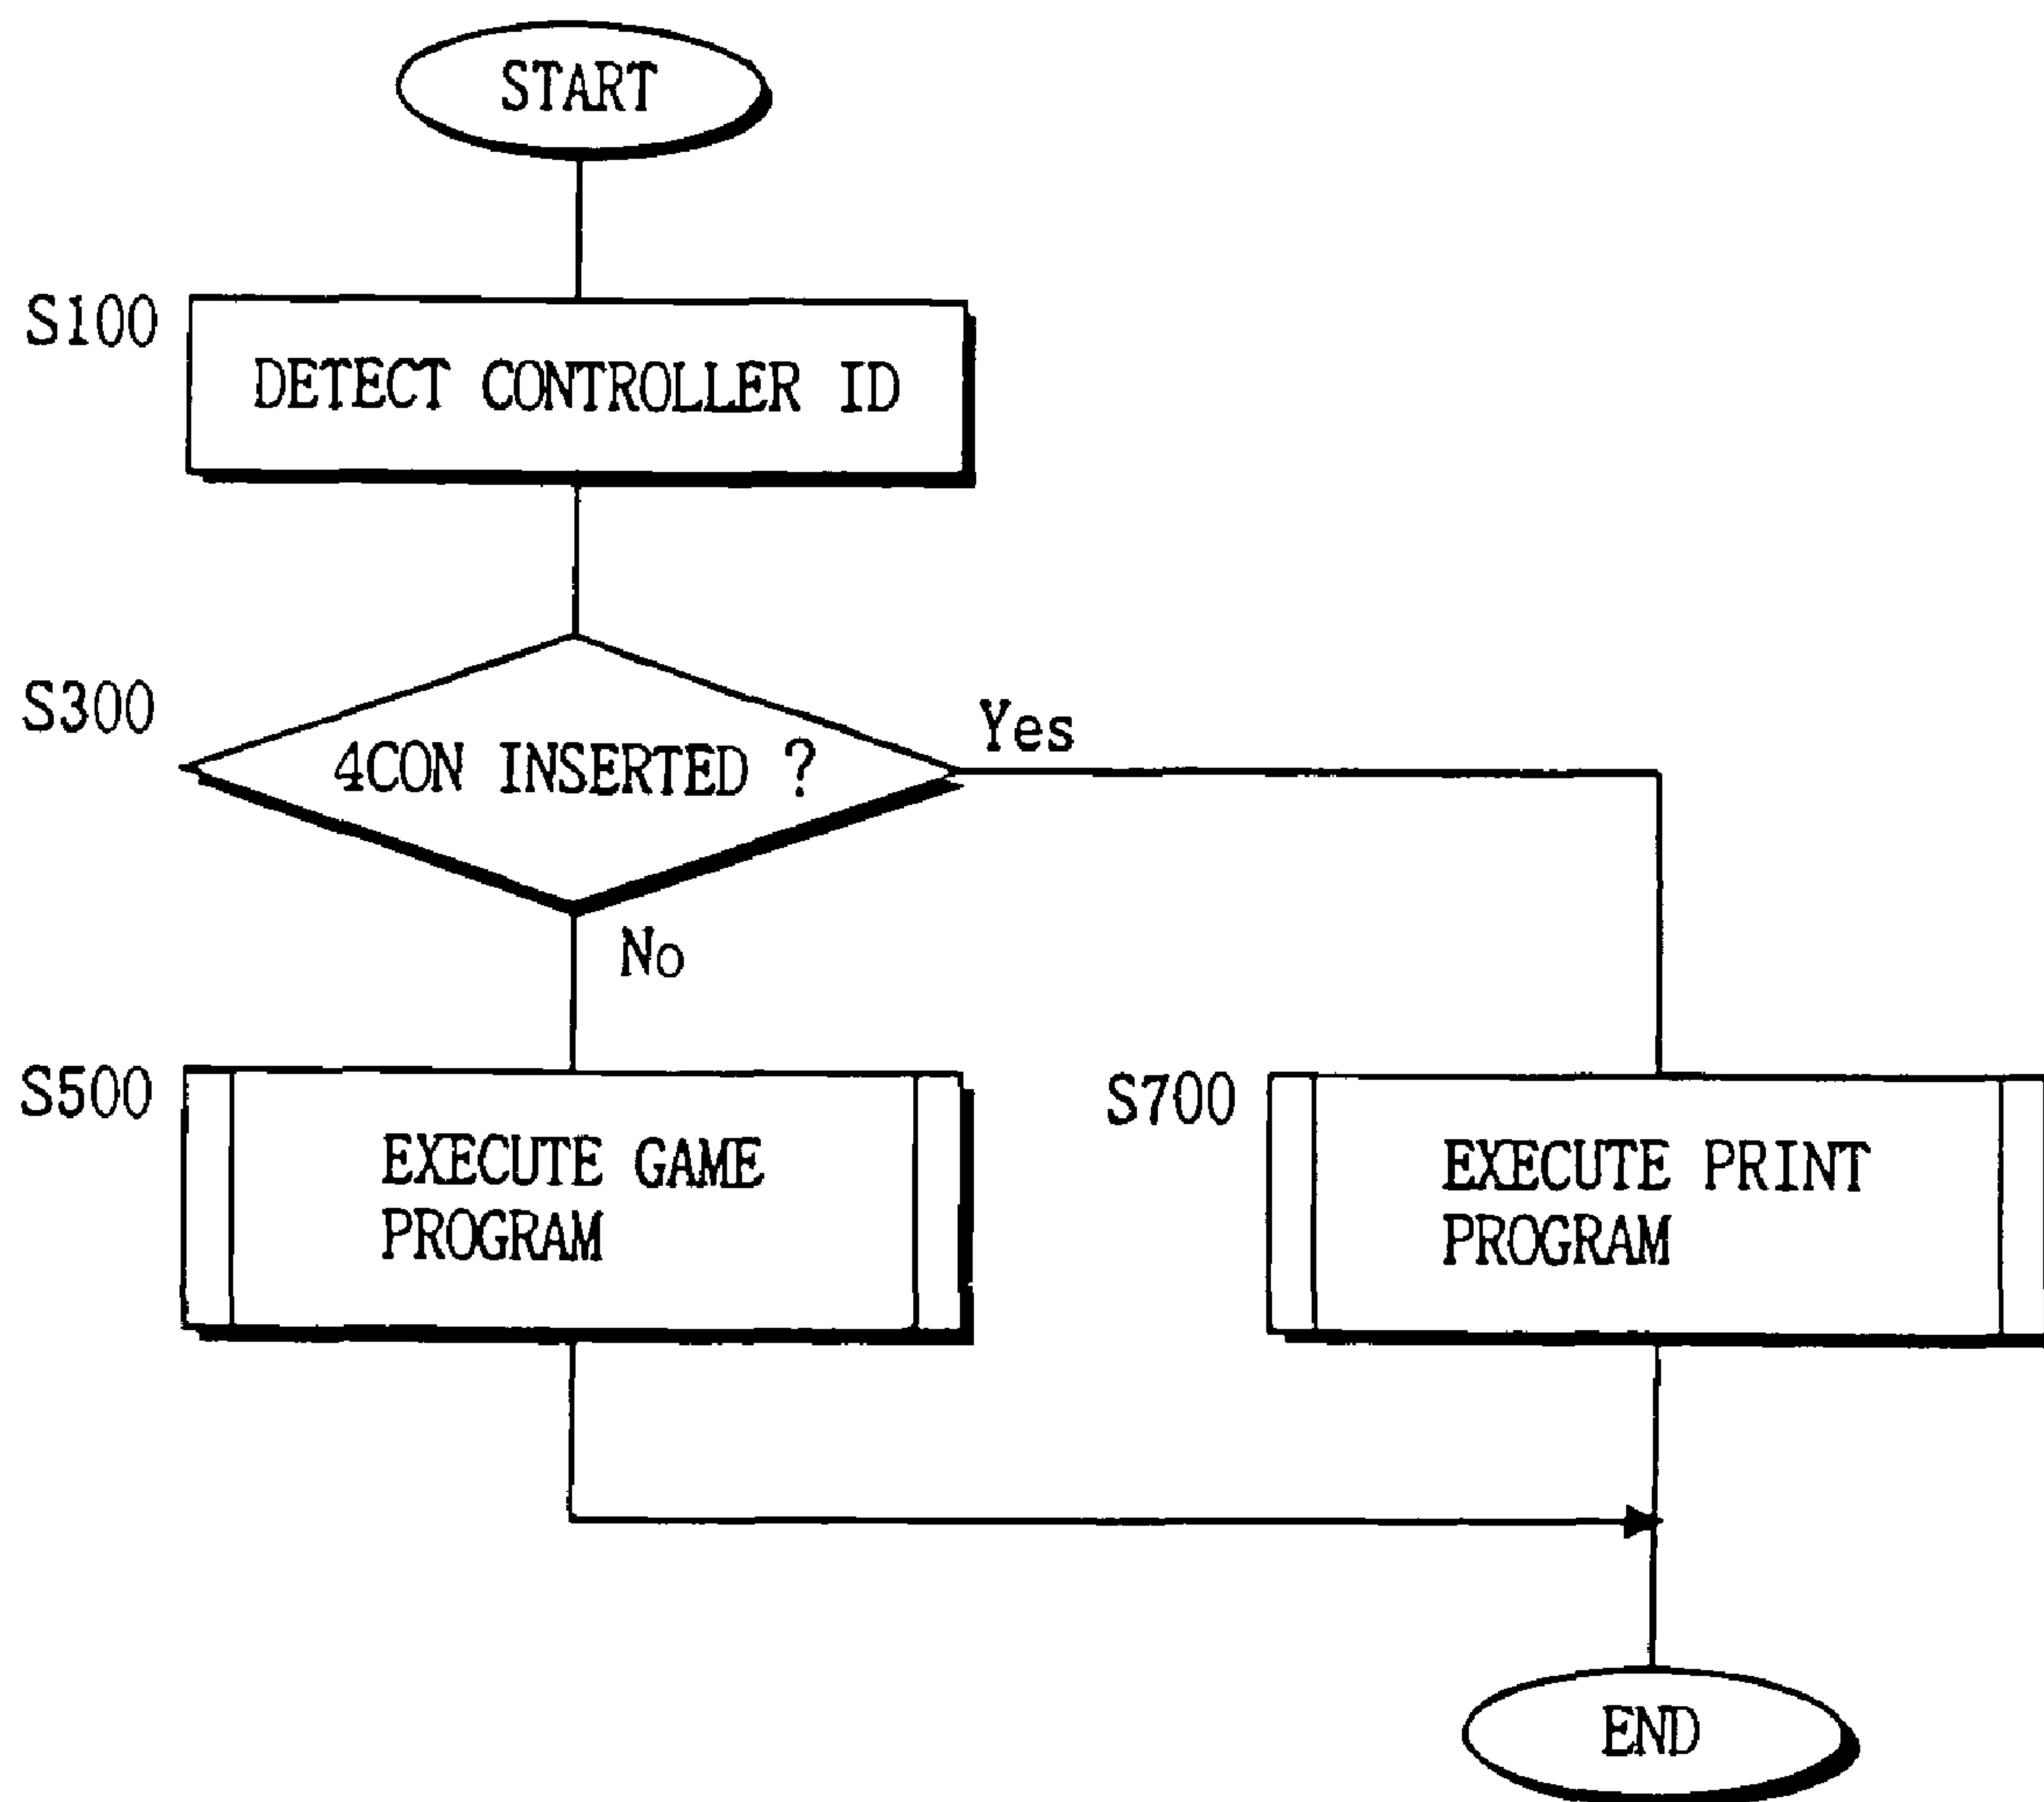 START
S100
DETECT CONTROLLER ID
S300
4CON INSERTED ?
Yes
No
S500
EXECUTE GAME
PROGRAM
S700
EXECUTE PRINT
PROGRAM
END